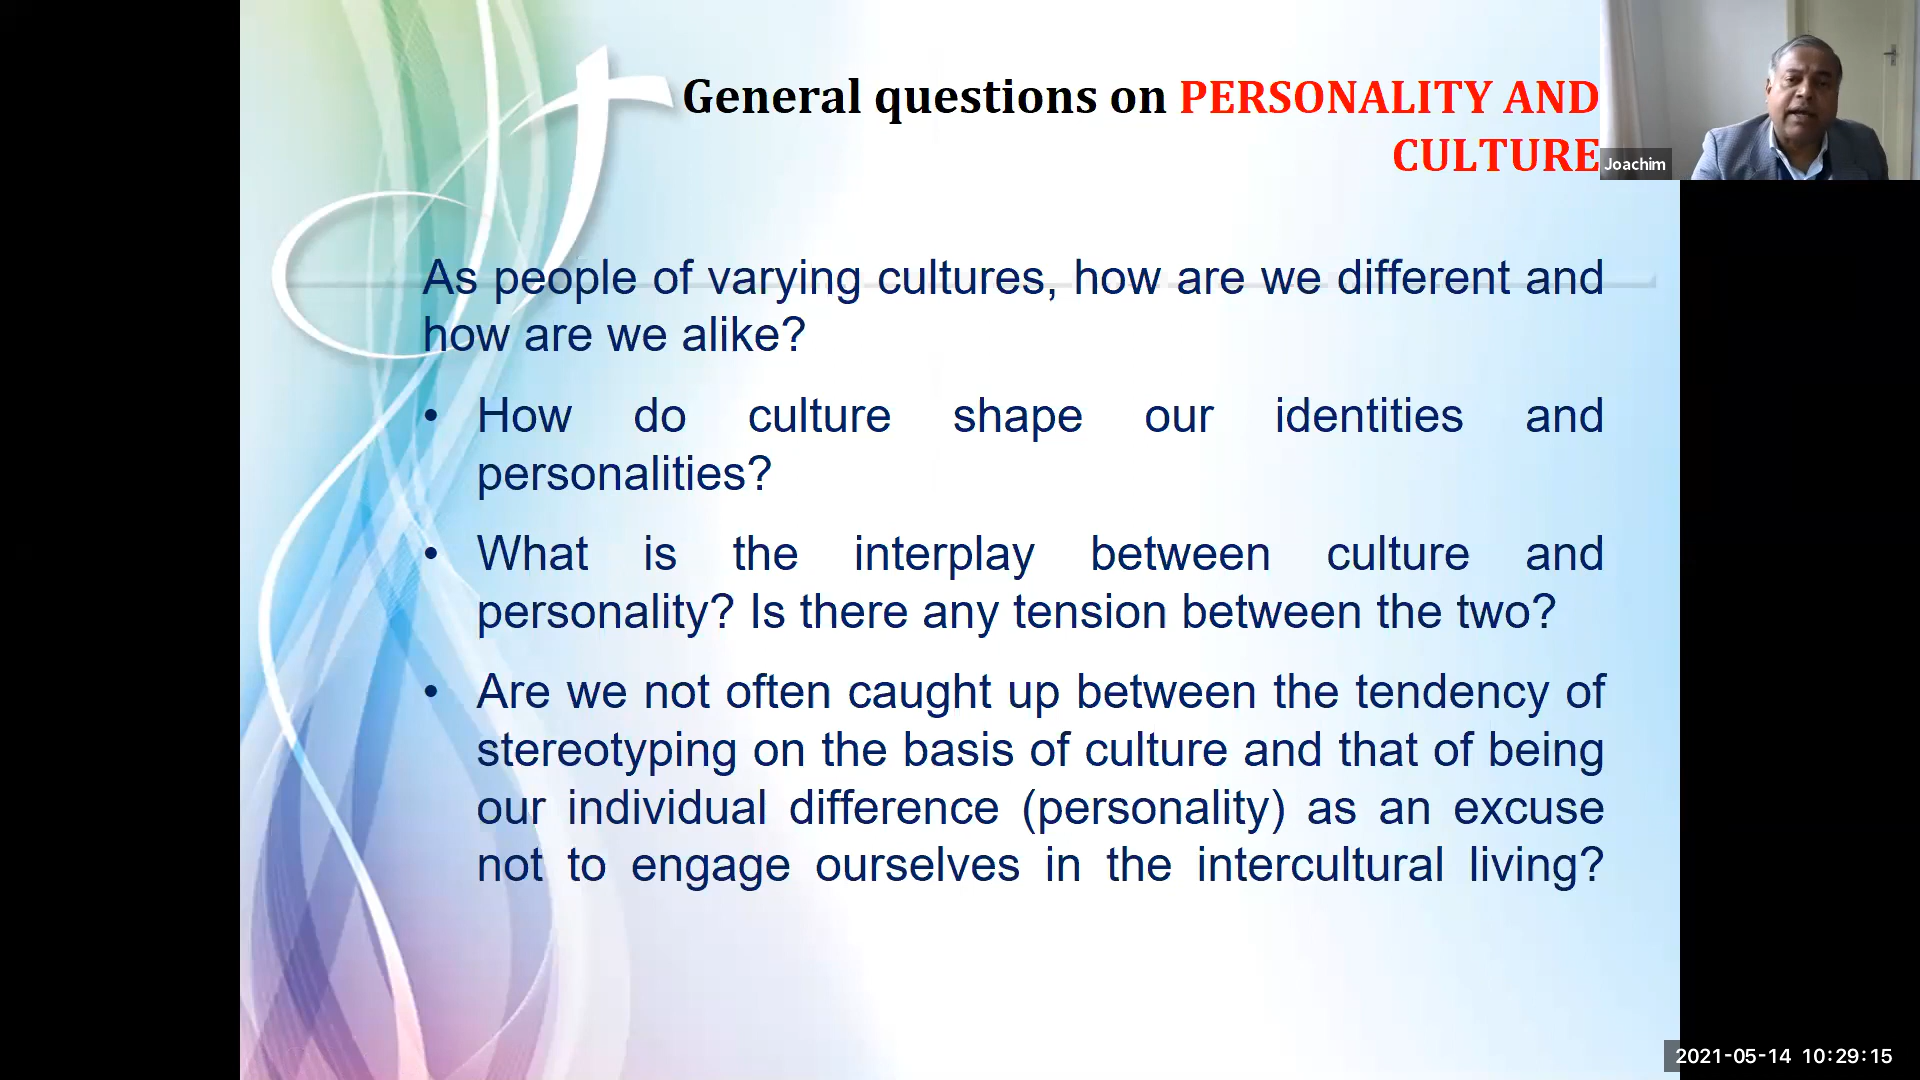 General questions on PERSONALITY AND
CULTURE
Joachim
As people of varying cultures, how are we different and
how are we alike?
• How do culture shape our identities and
personalities?
• What is the interplay between culture and
personality? Is there any tension between the two?
• Are we not often caught up between the tendency of
stereotyping on the basis of culture and that of being
our individual difference (personality) as an excuse
not to engage ourselves in the intercultural living?
2021-05-14 10:29:15